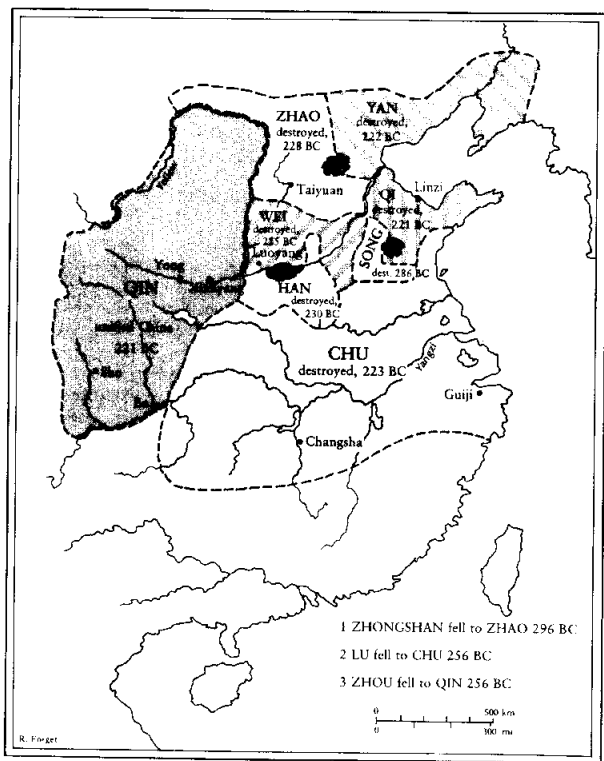 ZHAO
destroyed,
228 BC
YAN
destroyed,
222 BC
Taiyuan
QI
destroyed,
221 BC
Linzi
WEI
destroyed,
Luoyang
SONG
dest. 286 BC
HAN
destroyed,
230 BC
Yong
QIN
unified China
221 BC
Shu
Ba
CHU
destroyed, 223 BC
Yangzi
Guiji
Changsha
1 ZHONGSHAN fell to ZHAO 296 BC
2 LU fell to CHU 256 BC
3 ZHOU fell to QIN 256 BC
0 500 km
0 300 mi
R. Forget